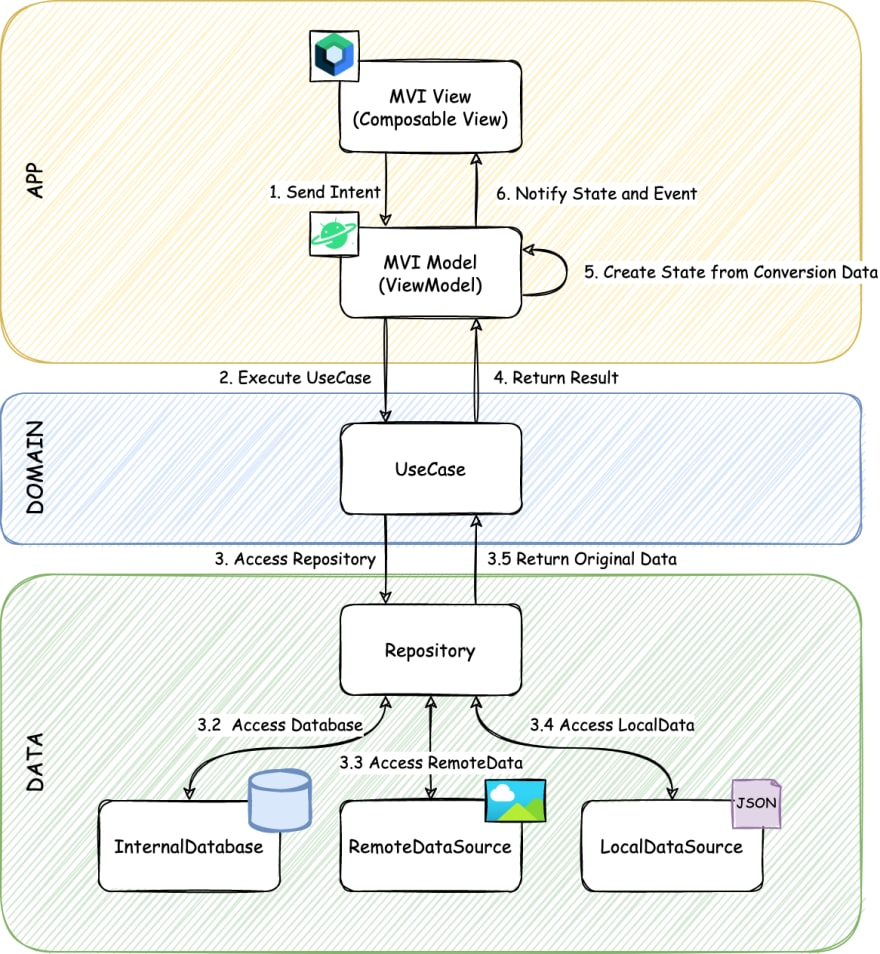 MVI View
(Composable View)
1. Send Intent
6. Notify State and Event
APP
MVI Model
(ViewModel)
5. Create State from Conversion Data
2. Execute UseCase
4. Return Result
DOMAIN
UseCase
3. Access Repository
3.5 Return Original Data
Repository
3.2 Access Database
3.4 Access LocalData
DATA
3.3 Access RemoteData
JSON
InternalDatabase
RemoteDataSource
LocalDataSource